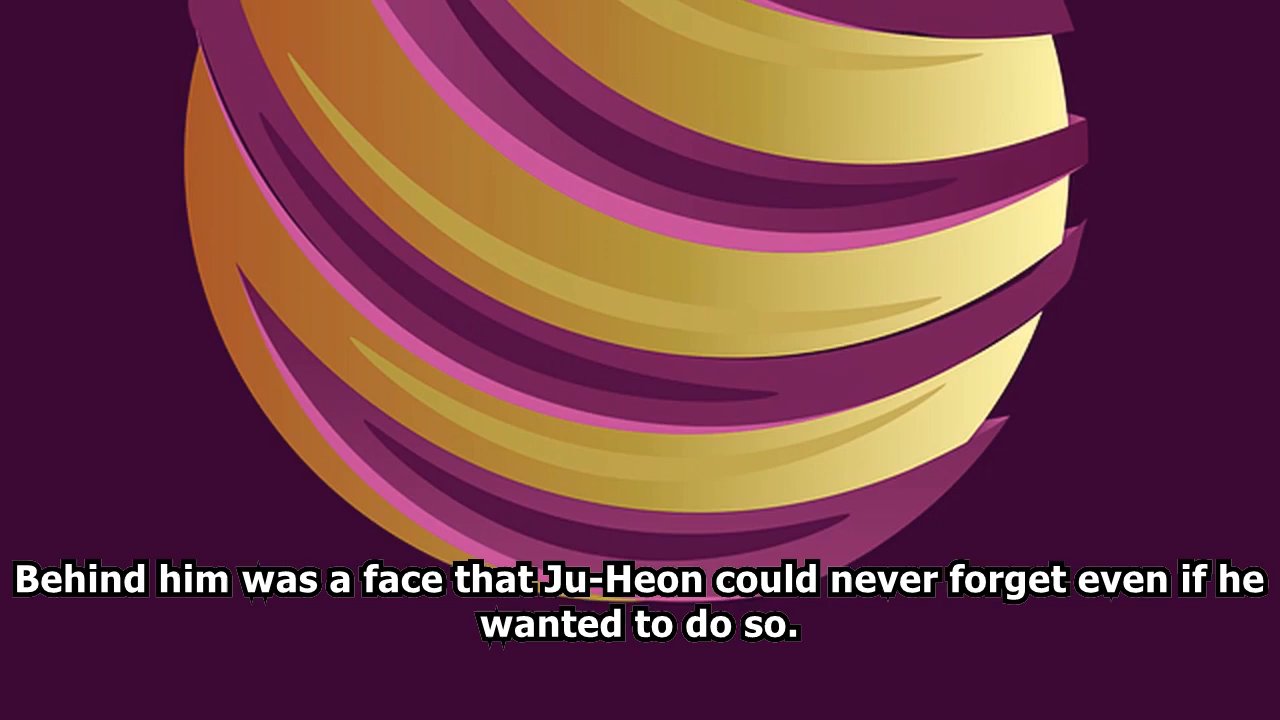 Behind him was a face that Ju-Heon could never forget even if he
wanted to do so.